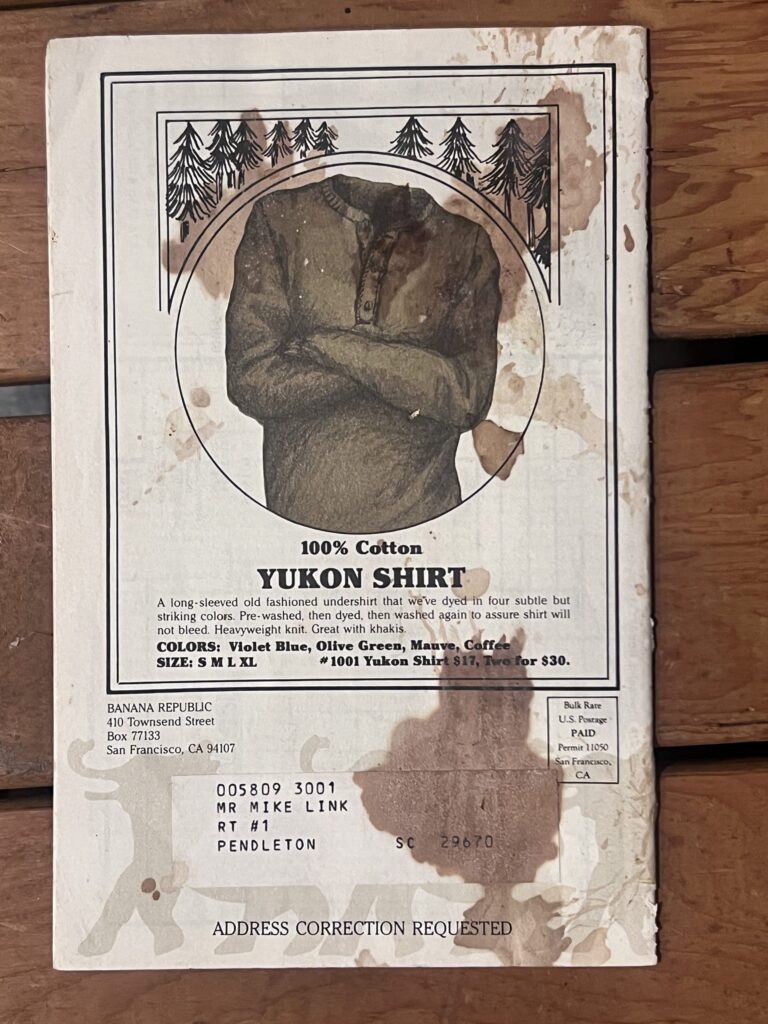 100% Cotton
YUKON SHIRT
A long-sleeved old fashioned undershirt that we've dyed in four subtle but
striking colors. Pre-washed, then dyed, then washed again to assure shirt will
not bleed. Heavyweight knit. Great with khakis.
COLORS: Violet Blue, Olive Green, Mauve, Coffee
SIZE: S M L XL #1001 Yukon Shirt $17, Two for $30.
BANANA REPUBLIC
410 Townsend Street
Box 77133
San Francisco, CA 94107
Bulk Rate
U.S. Postage
PAID
Permit 11050
San Francisco,
CA
005809 3001
MR MIKE LINK
RT #1
PENDLETON SC 29670
ADDRESS CORRECTION REQUESTED